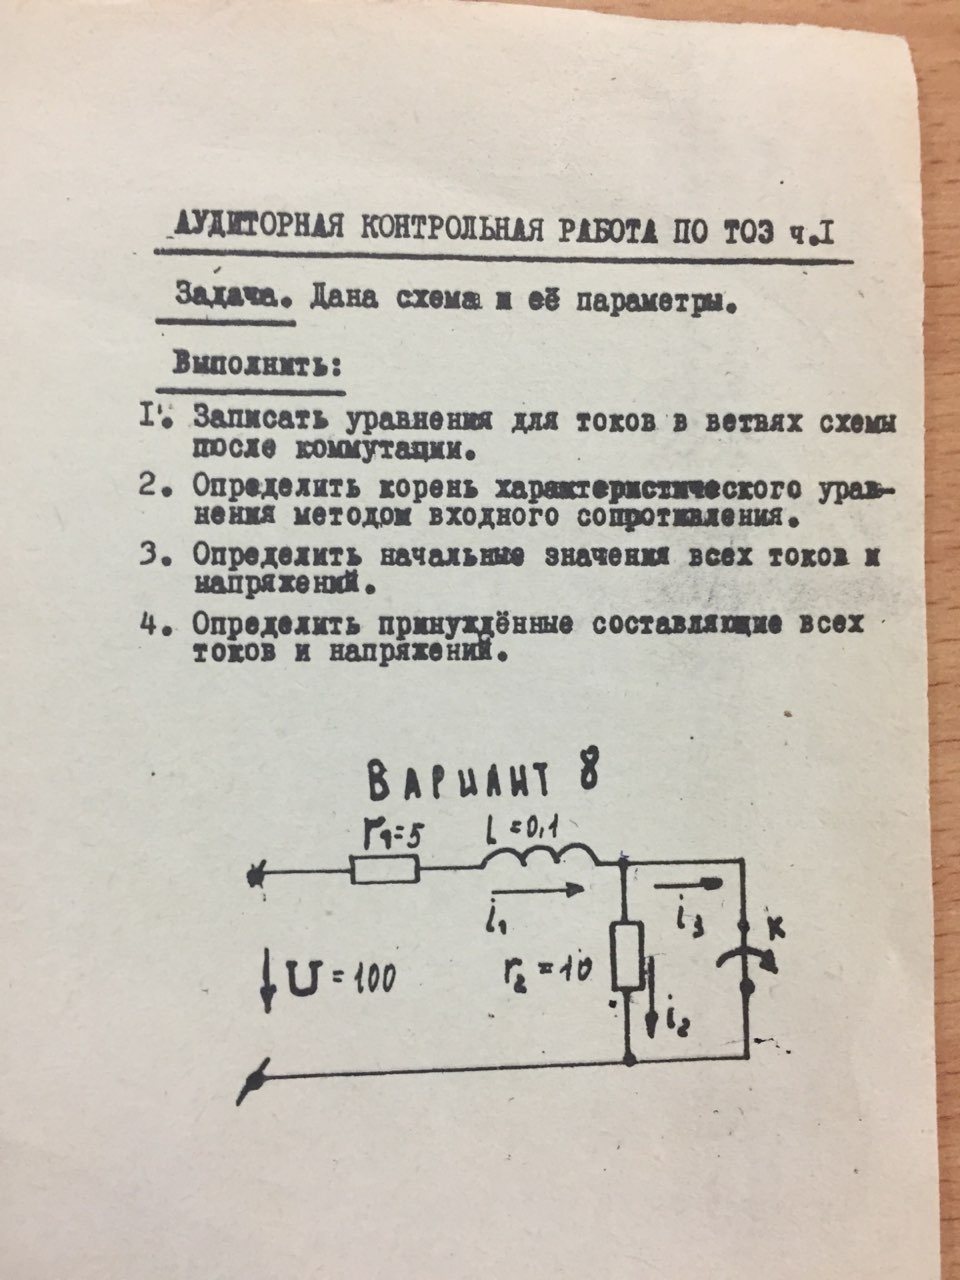 АУДИТОРНАЯ КОНТРОЛЬНАЯ РАБОТА ПО ТОЭ ч.I
Задача. Дана схема и её параметры.
Выполнить:
I. Записать уравнения для токов в ветвях схемы
после коммутации.
2. Определить корень характеристического урав-
нения методом входного сопротивления.
3. Определить начальные значения всех токов и
напряжений.
4. Определить принуждённые составляющие всех
токов и напряжений.
ВАРИАНТ 8
r₁=5
L=0,1
i₁
i₃
K
U=100
r₂=10
i₂